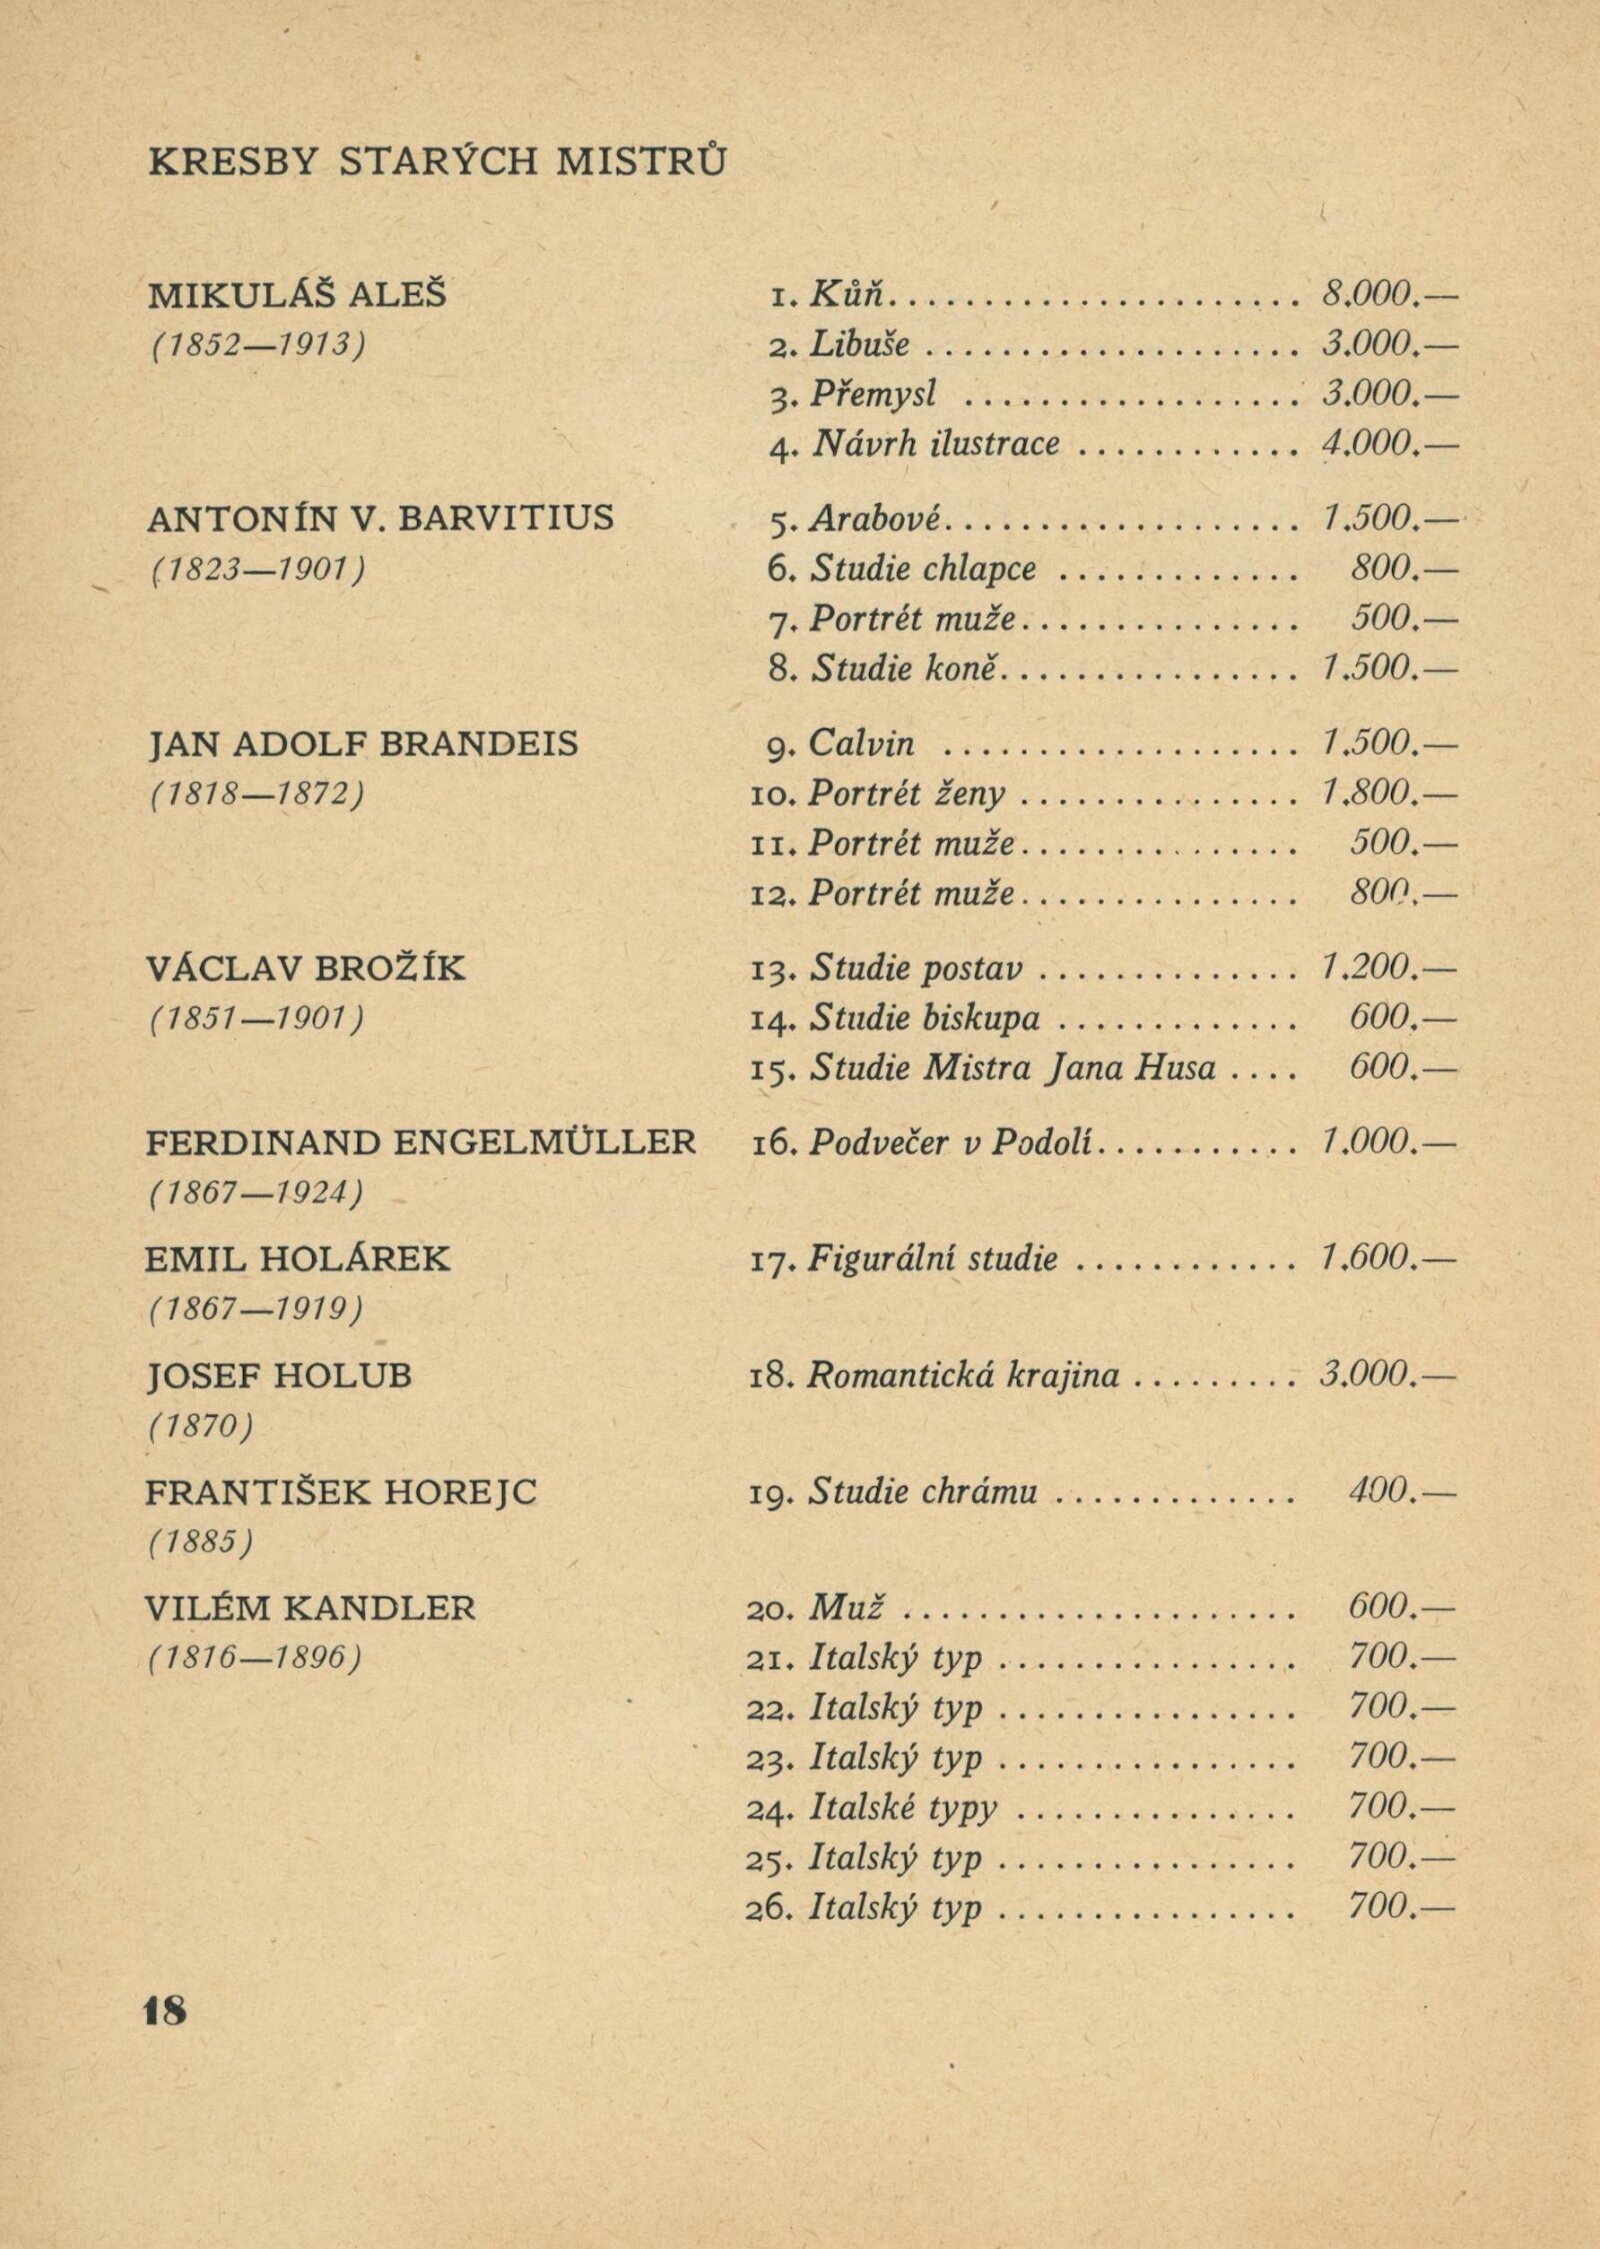 KRESBY STARÝCH MISTRŮ
MIKULÁŠ ALEŠ 1. Kůň...................... 8.000.—
(1852—1913) 2. Libuše .................... 3.000.—
3. Přemysl .................. 3.000.—
4. Návrh ilustrace ............ 4.000.—
ANTONÍN V. BARVITIUS 5. Arabové................... 1.500.—
(1823—1901) 6. Studie chlapce ............. 800.—
7. Portrét muže............... 500.—
8. Studie koně................ 1.500.—
JAN ADOLF BRANDEIS 9. Calvin ................... 1.500.—
(1818—1872) 10. Portrét ženy ............... 1.800.—
11. Portrét muže............... 500.—
12. Portrét muže............... 800.—
VÁCLAV BROŽÍK 13. Studie postav .............. 1.200.—
(1851—1901) 14. Studie biskupa ............. 600.—
15. Studie Mistra Jana Husa .... 600.—
FERDINAND ENGELMÜLLER 16. Podvečer v Podolí........... 1.000.—
(1867—1924)
EMIL HOLÁREK 17. Figurální studie ............ 1.600.—
(1867—1919)
JOSEF HOLUB 18. Romantická krajina ......... 3.000.—
(1870)
FRANTIŠEK HOREJC 19. Studie chrámu ............. 400.—
(1885)
VILÉM KANDLER 20. Muž ..................... 600.—
(1816—1896) 21. Italský typ ................ 700.—
22. Italský typ ................ 700.—
23. Italský typ ................ 700.—
24. Italské typy ............... 700.—
25. Italský typ ................ 700.—
26. Italský typ ................ 700.—
18